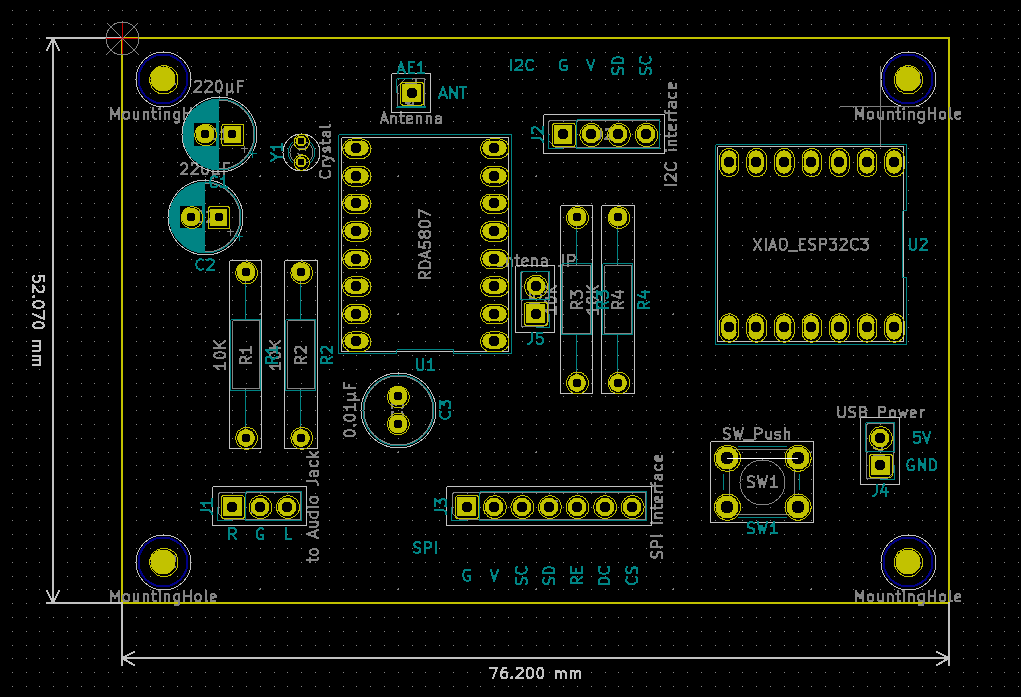 AE1
I2C G V SD SC
220µF
ANT
MountingHole
MountingHole
Antenna
J2
I2C interface
Y1
Crystal
220µF
RDA5807
XIAO_ESP32C3
U2
C2
10K
R3
R4
R4
52.070 mm
10K
R1
10K
R2
R2
J5
U1
0.01µF
C3
USB Power
SW_Push
5V
GND
SW1
J4
J1
to Audio Jack
J3
SPI interface
SW1
R G L
SPI
G V SC SD RE DC CS
MountingHole
MountingHole
76.200 mm